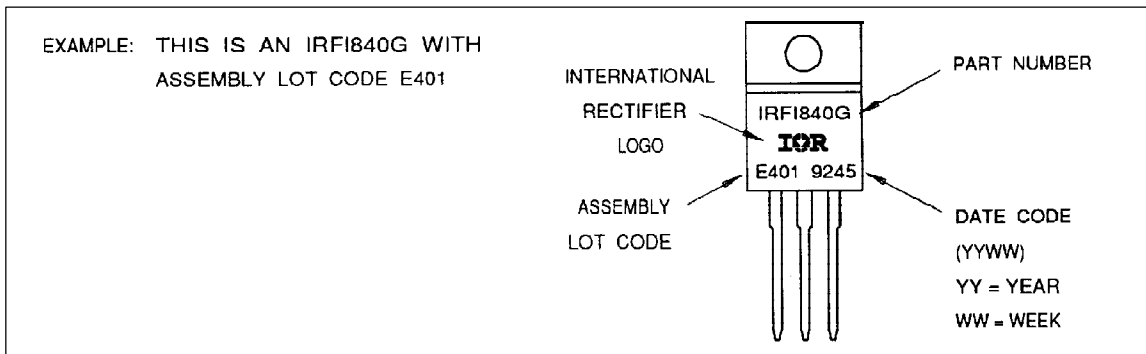 EXAMPLE: THIS IS AN IRFI840G WITH
ASSEMBLY LOT CODE E401
INTERNATIONAL
RECTIFIER
LOGO
ASSEMBLY
LOT CODE
IRFI840G
IOR
E401 9245
PART NUMBER
DATE CODE
(YYWW)
YY = YEAR
WW = WEEK